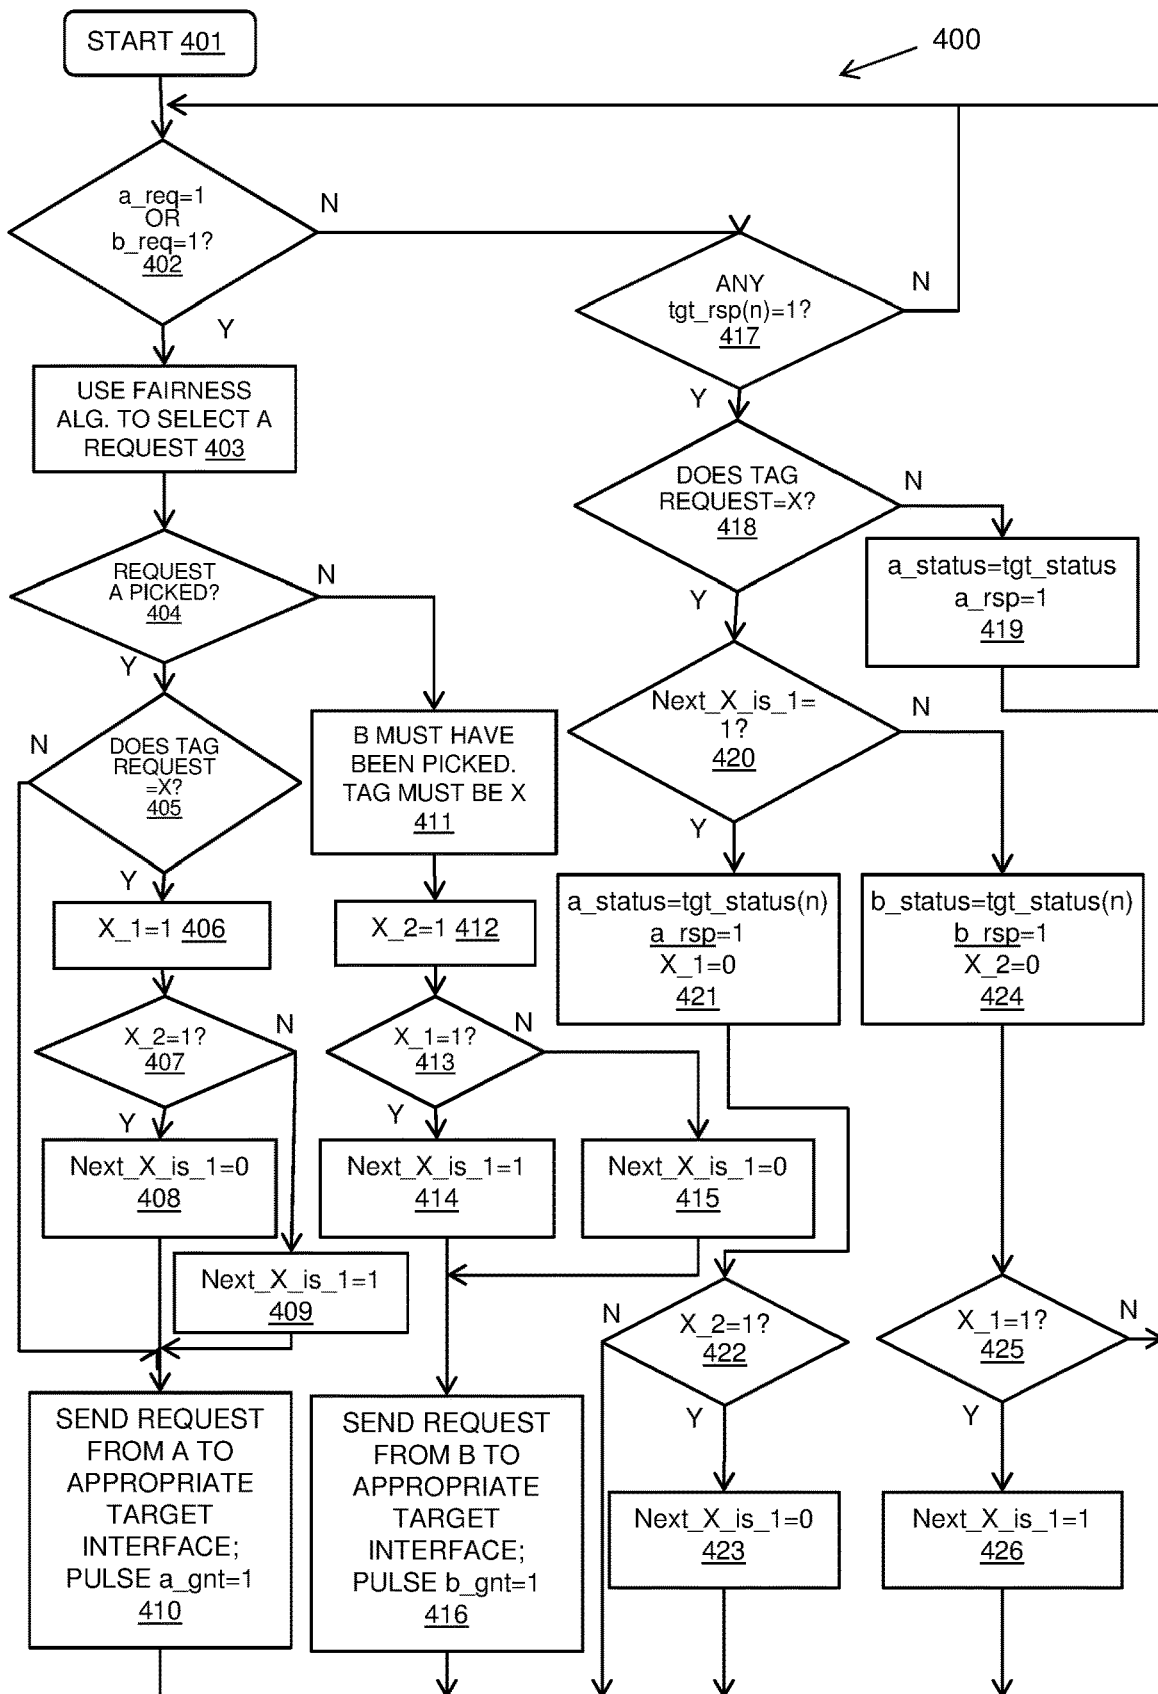 START 401
400
a_req=1
OR
b_req=1?
402
N
Y
ANY
tgt_rsp(n)=1?
417
N
Y
USE FAIRNESS
ALG. TO SELECT A
REQUEST 403
DOES TAG
REQUEST=X?
418
N
Y
a_status=tgt_status
a_rsp=1
419
REQUEST
A PICKED?
404
N
Y
DOES TAG
REQUEST
=X?
405
N
Y
B MUST HAVE
BEEN PICKED.
TAG MUST BE X
411
Next_X_is_1=
1?
420
N
Y
X_1=1 406
X_2=1 412
a_status=tgt_status(n)
a_rsp=1
X_1=0
421
b_status=tgt_status(n)
b_rsp=1
X_2=0
424
X_2=1?
407
N
Y
X_1=1?
413
N
Y
Next_X_is_1=0
408
Next_X_is_1=1
414
Next_X_is_1=0
415
Next_X_is_1=1
409
X_2=1?
422
N
Y
X_1=1?
425
N
Y
SEND REQUEST
FROM A TO
APPROPRIATE
TARGET
INTERFACE;
PULSE a_gnt=1
410
SEND REQUEST
FROM B TO
APPROPRIATE
TARGET
INTERFACE;
PULSE b_gnt=1
416
Next_X_is_1=0
423
Next_X_is_1=1
426